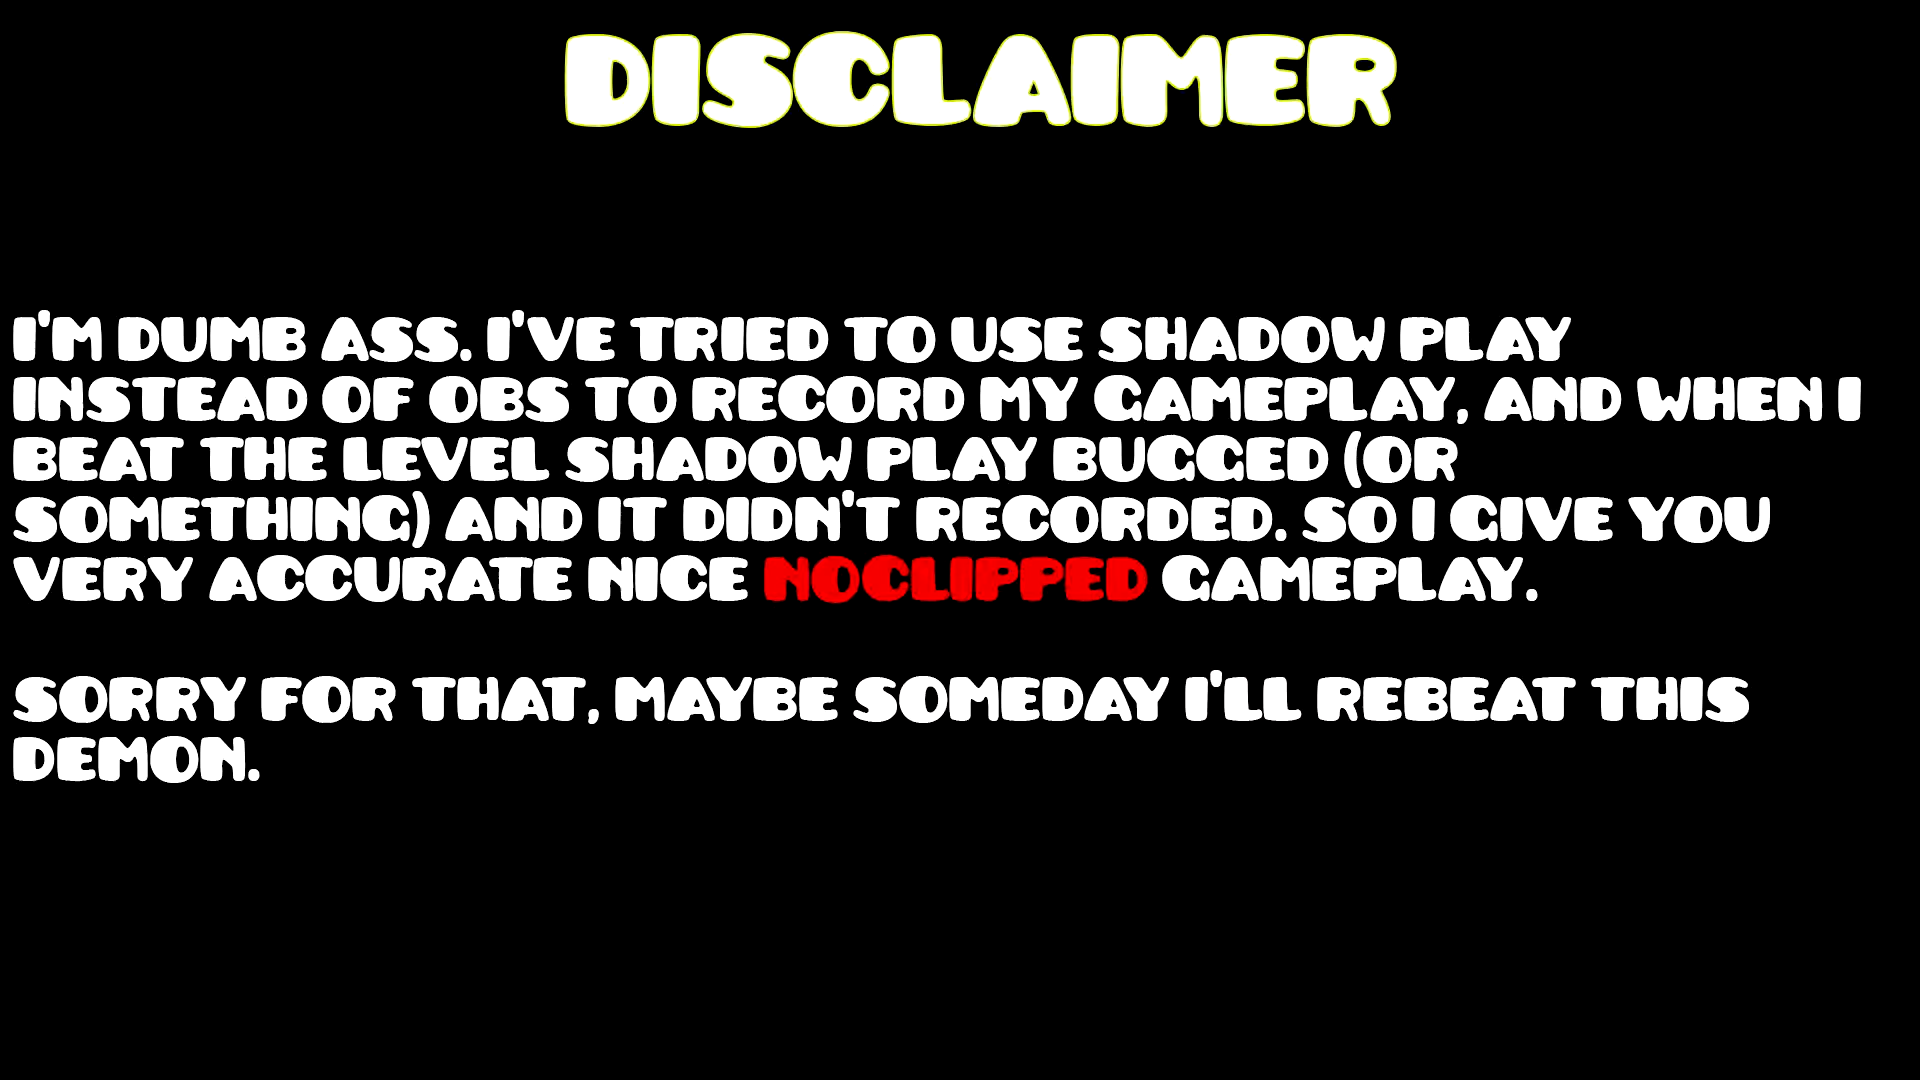 DISCLAIMER
I'M DUMB ASS. I'VE TRIED TO USE SHADOW PLAY
INSTEAD OF OBS TO RECORD MY GAMEPLAY, AND WHEN I
BEAT THE LEVEL SHADOW PLAY BUGGED (OR
SOMETHING) AND IT DIDN'T RECORDED. SO I GIVE YOU
VERY ACCURATE NICE NOCLIPPED GAMEPLAY.
SORRY FOR THAT, MAYBE SOMEDAY I'LL REBEAT THIS
DEMON.